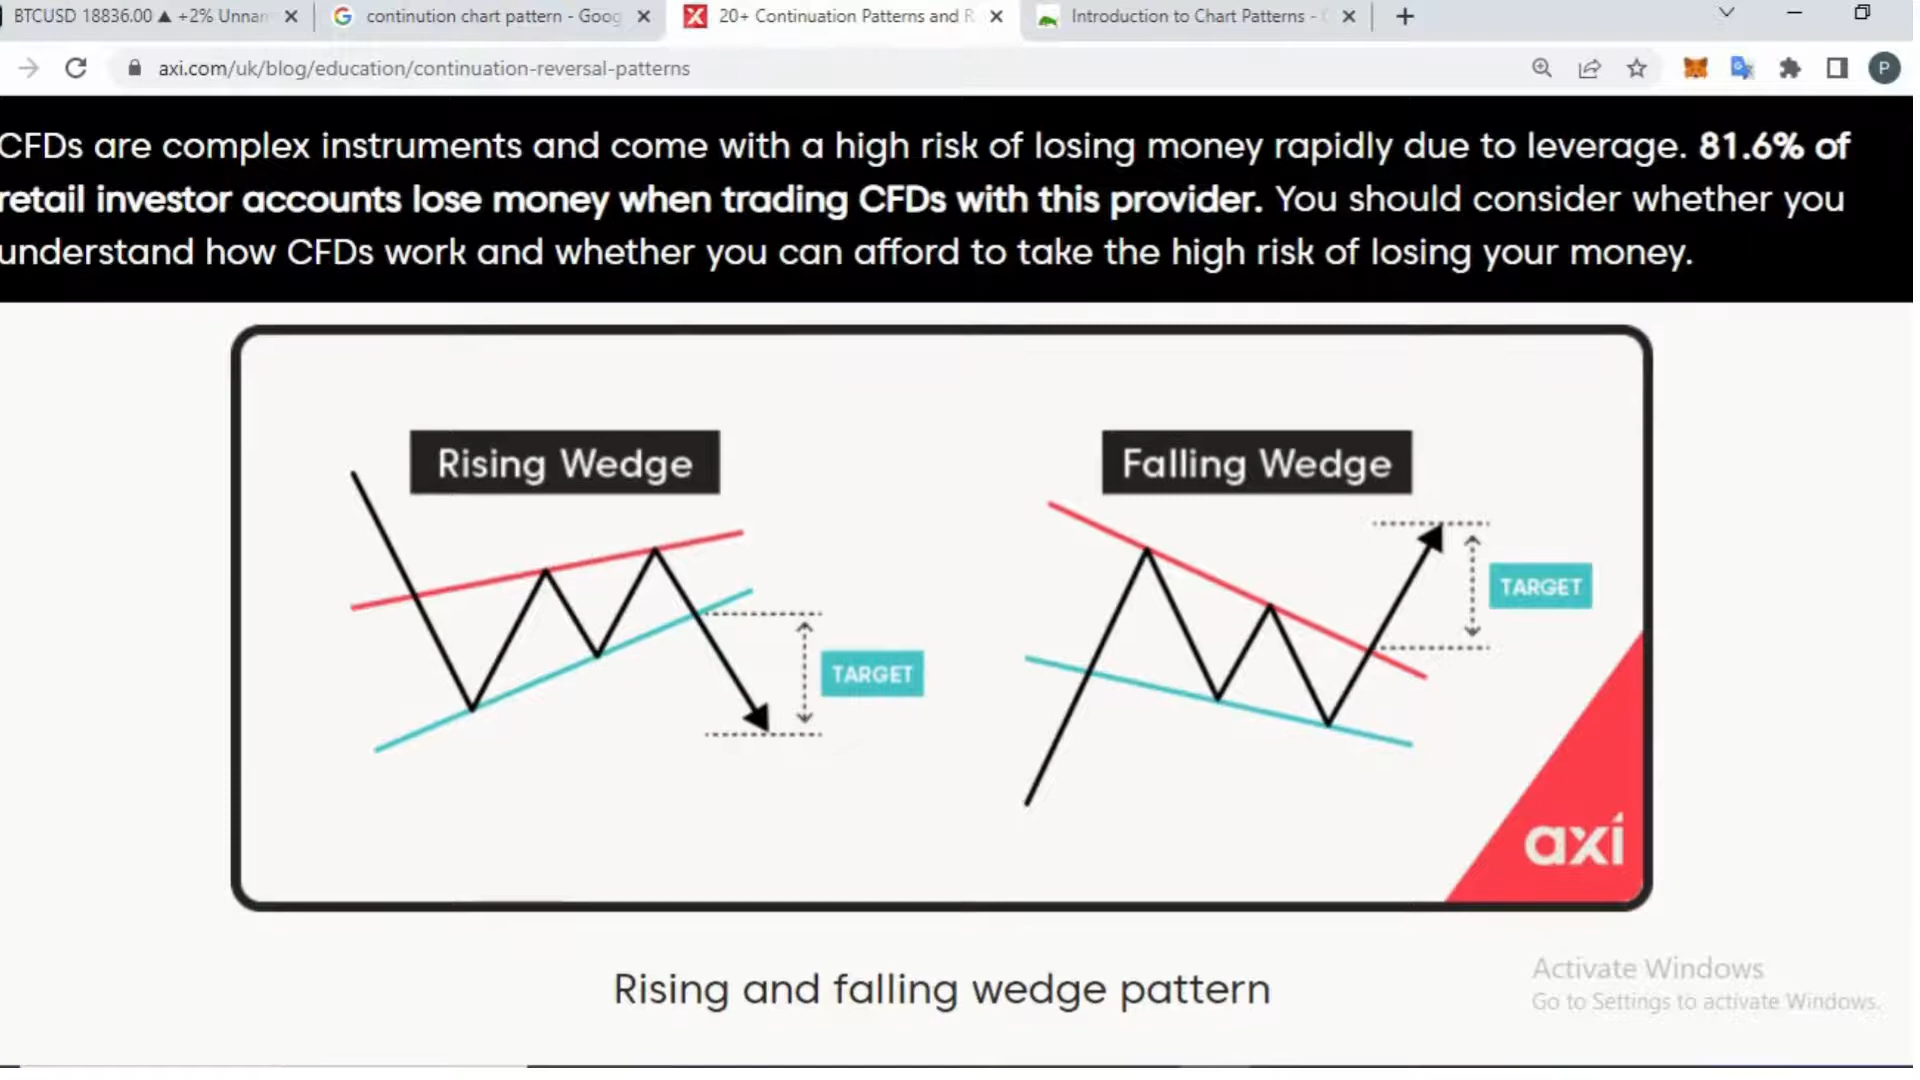 BTCUSD 18836.00 ▲ +2% Unnan
continution chart pattern - Goog
20+ Continuation Patterns and R
Introduction to Chart Patterns -
axi.com/uk/blog/education/continuation-reversal-patterns
P
CFDs are complex instruments and come with a high risk of losing money rapidly due to leverage. 81.6% of
retail investor accounts lose money when trading CFDs with this provider. You should consider whether you
understand how CFDs work and whether you can afford to take the high risk of losing your money.
Rising Wedge
Falling Wedge
TARGET
TARGET
axi
Rising and falling wedge pattern
Activate Windows
Go to Settings to activate Windows.